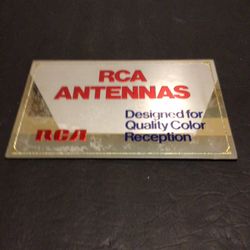 RCA
ANTENNAS
Designed for
Quality Color
RCA Reception